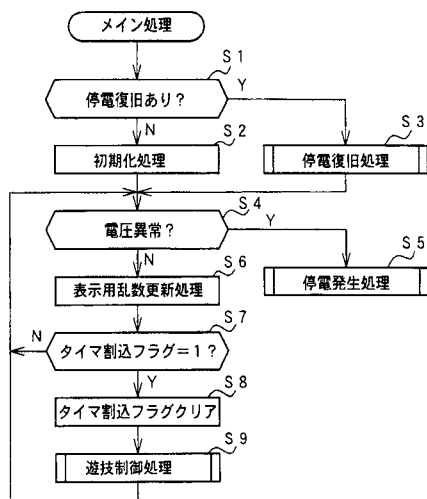 メイン処理
S1
停電復旧あり?
Y
N
S2
S3
初期化処理
停電復旧処理
S4
電圧異常?
Y
N
S5
S6
停電発生処理
表示用乱数更新処理
S7
N
タイマ割込フラグ=1?
Y
S8
タイマ割込フラグクリア
S9
遊技制御処理